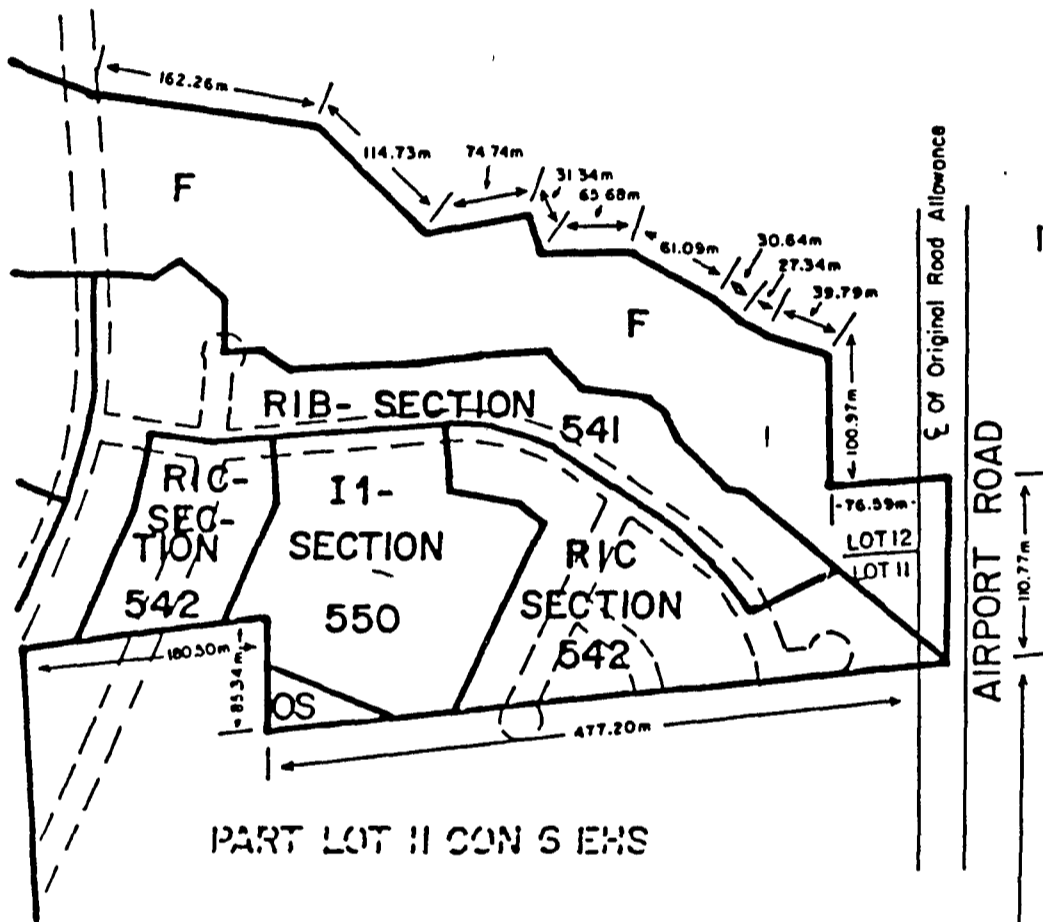 162.26m
114.73m
74.74m
31.34m
65.68m
61.09m
30.64m
27.34m
39.79m
F
F
℄ Of Original Road Allowance
AIRPORT ROAD
100.97m
76.59m
110.77m
LOT 12
LOT 11
R1B- SECTION
541
R1C-
SEC-
TION
542
I1-
SECTION
550
R1C
SECTION
542
180.50m
85.34m
OS
477.20m
PART LOT 11 CON 6 EHS